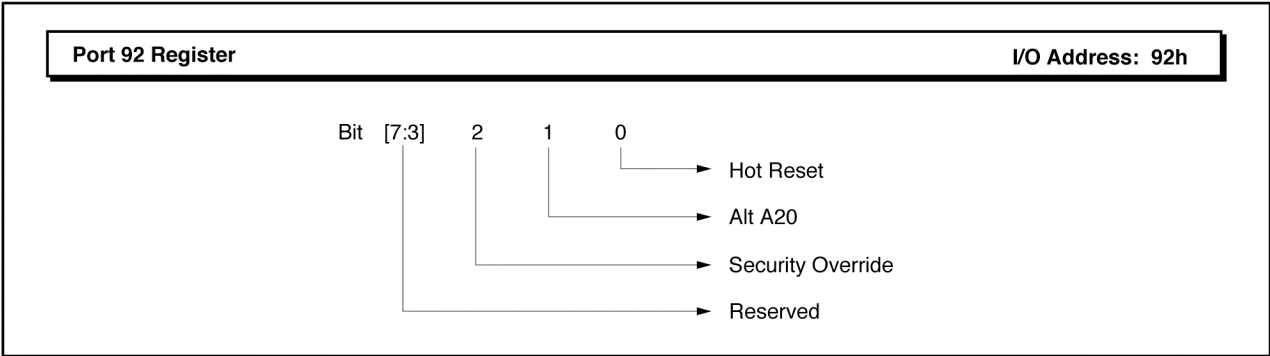 Port 92 Register I/O Address: 92h
Bit [7:3] 2 1 0
Hot Reset
Alt A20
Security Override
Reserved